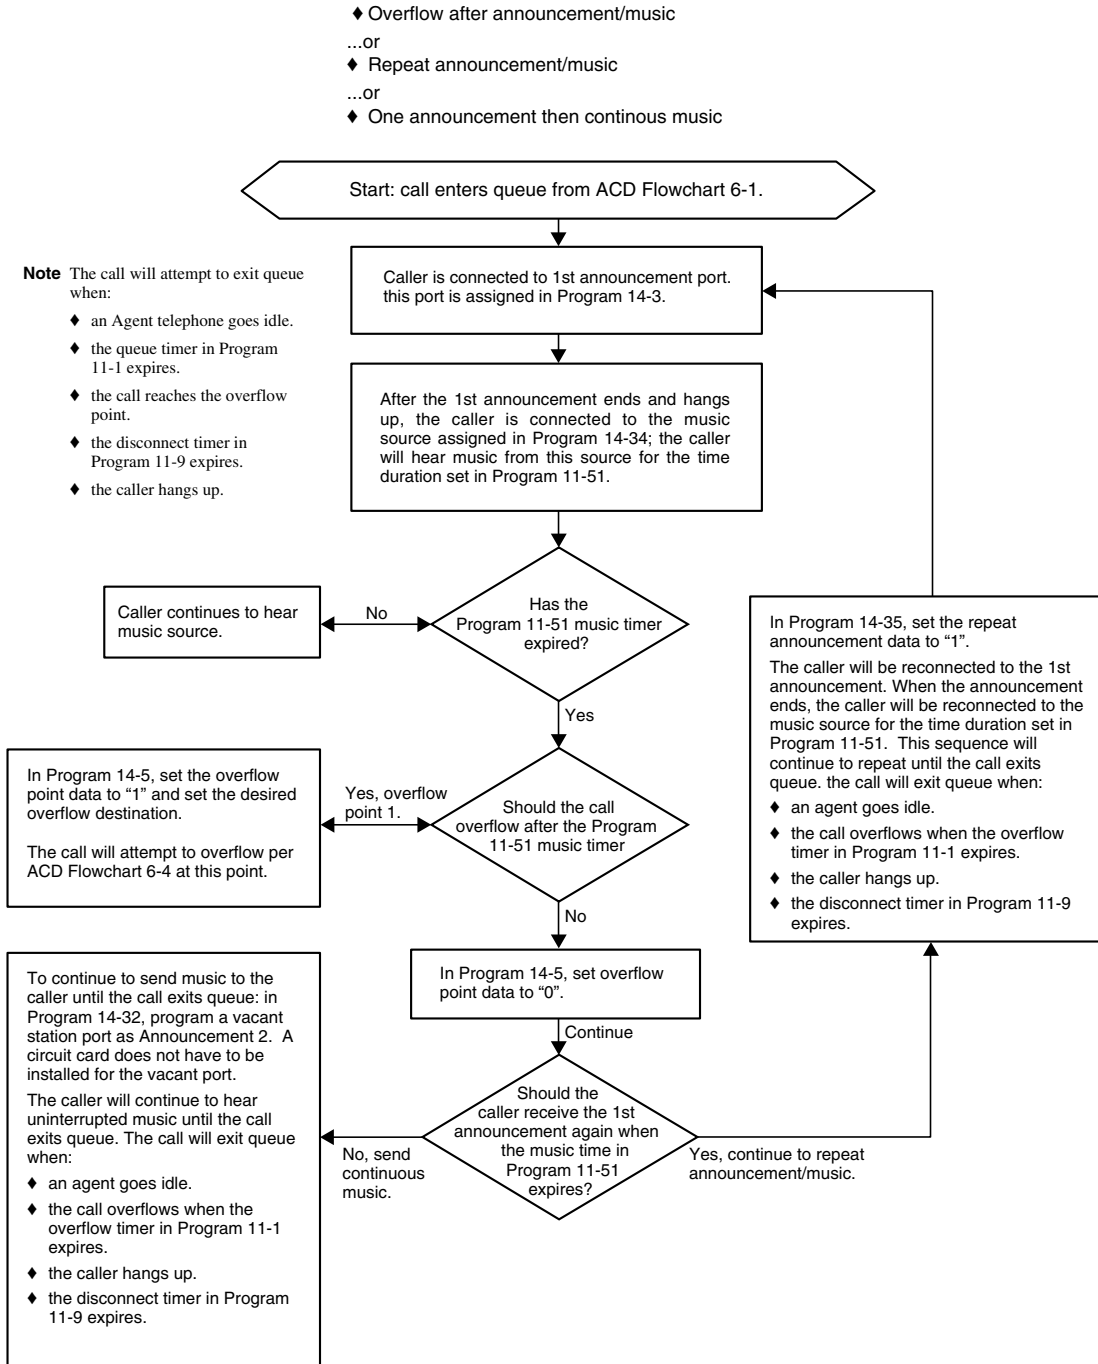 ♦ Overflow after announcement/music
...or
♦ Repeat announcement/music
...or
♦ One announcement then continous music
Start: call enters queue from ACD Flowchart 6-1.
Note The call will attempt to exit queue
when:
♦ an Agent telephone goes idle.
♦ the queue timer in Program
11-1 expires.
♦ the call reaches the overflow
point.
♦ the disconnect timer in
Program 11-9 expires.
♦ the caller hangs up.
Caller is connected to 1st announcement port.
this port is assigned in Program 14-3.
After the 1st announcement ends and hangs
up, the caller is connected to the music
source assigned in Program 14-34; the caller
will hear music from this source for the time
duration set in Program 11-51.
Has the
Program 11-51 music timer
expired?
No
Caller continues to hear
music source.
Yes
Should the call
overflow after the Program
11-51 music timer
Yes, overflow
point 1.
In Program 14-5, set the overflow
point data to “1” and set the desired
overflow destination.
The call will attempt to overflow per
ACD Flowchart 6-4 at this point.
No
In Program 14-5, set overflow
point data to “0”.
Continue
Should the
caller receive the 1st
announcement again when
the music time in
Program 11-51
expires?
No, send
continuous
music.
To continue to send music to the
caller until the call exits queue: in
Program 14-32, program a vacant
station port as Announcement 2.  A
circuit card does not have to be
installed for the vacant port.
The caller will continue to hear
uninterrupted music until the call
exits queue. The call will exit queue
when:
♦ an agent goes idle.
♦ the call overflows when the
overflow timer in Program 11-1
expires.
♦ the caller hangs up.
♦ the disconnect timer in Program
11-9 expires.
Yes, continue to repeat
announcement/music.
In Program 14-35, set the repeat
announcement data to “1”.
The caller will be reconnected to the 1st
announcement. When the announcement
ends, the caller will be reconnected to the
music source for the time duration set in
Program 11-51.  This sequence will
continue to repeat until the call exits
queue. the call will exit queue when:
♦ an agent goes idle.
♦ the call overflows when the overflow
timer in Program 11-1 expires.
♦ the caller hangs up.
♦ the disconnect timer in Program 11-9
expires.